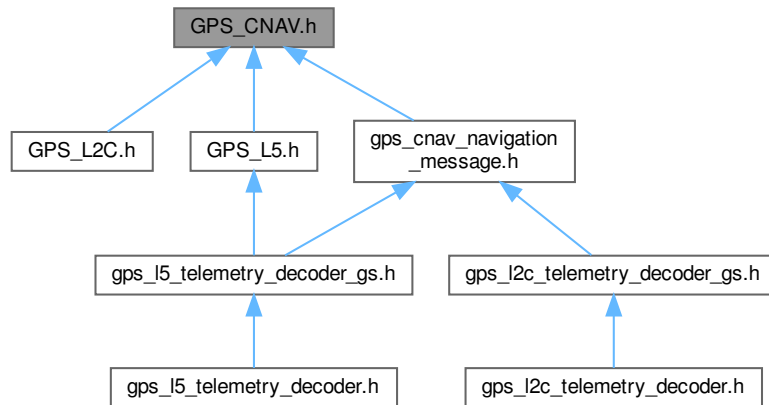 GPS_CNAV.h
GPS_L2C.h
GPS_L5.h
gps_cnav_navigation
_message.h
gps_l5_telemetry_decoder_gs.h
gps_l2c_telemetry_decoder_gs.h
gps_l5_telemetry_decoder.h
gps_l2c_telemetry_decoder.h